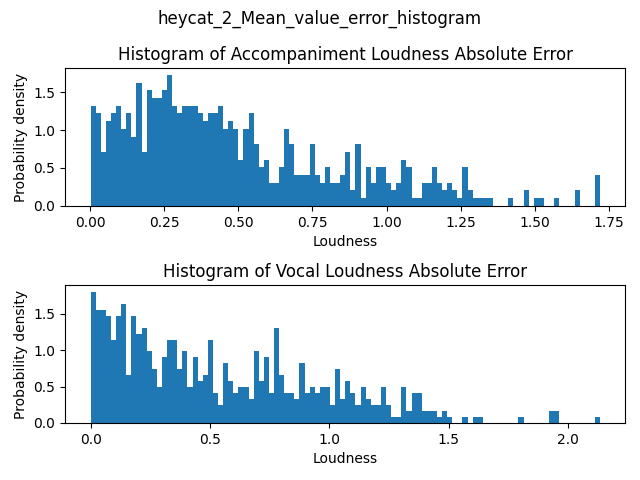 heycat_2_Mean_value_error_histogram
Histogram of Accompaniment Loudness Absolute Error
Probability density
1.5
1.0
0.5
0.0
0.00 0.25 0.50 0.75 1.00 1.25 1.50 1.75
Loudness
Histogram of Vocal Loudness Absolute Error
Probability density
1.5
1.0
0.5
0.0
0.0 0.5 1.0 1.5 2.0
Loudness